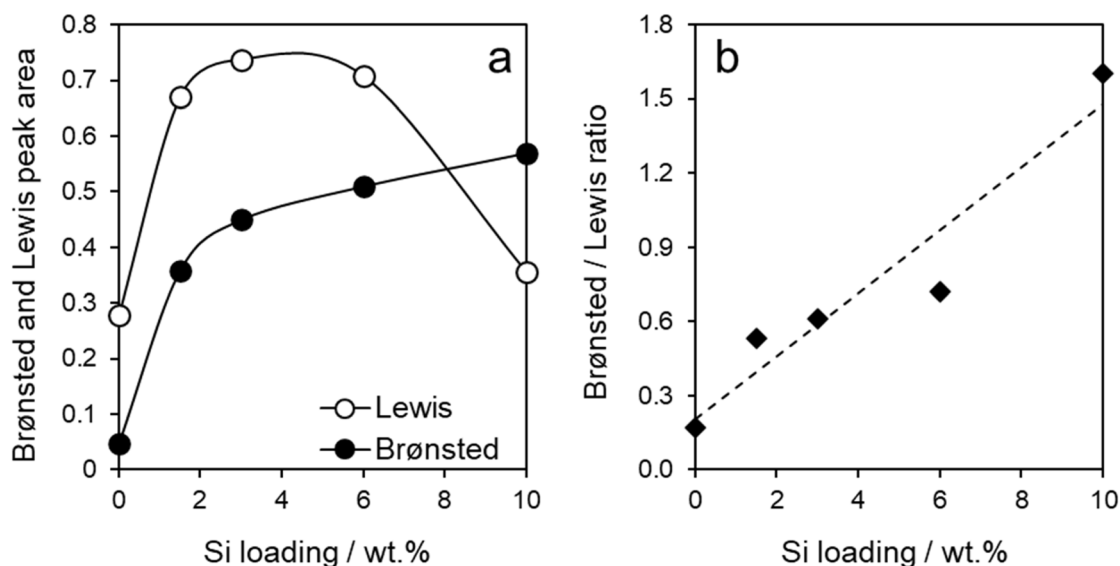 a
Brønsted and Lewis peak area
0.8
0.7
0.6
0.5
0.4
0.3
0.2
0.1
0
Lewis
Brønsted
0 2 4 6 8 10
Si loading / wt.%
b
Brønsted / Lewis ratio
1.8
1.5
1.2
0.9
0.6
0.3
0.0
0 2 4 6 8 10
Si loading / wt.%